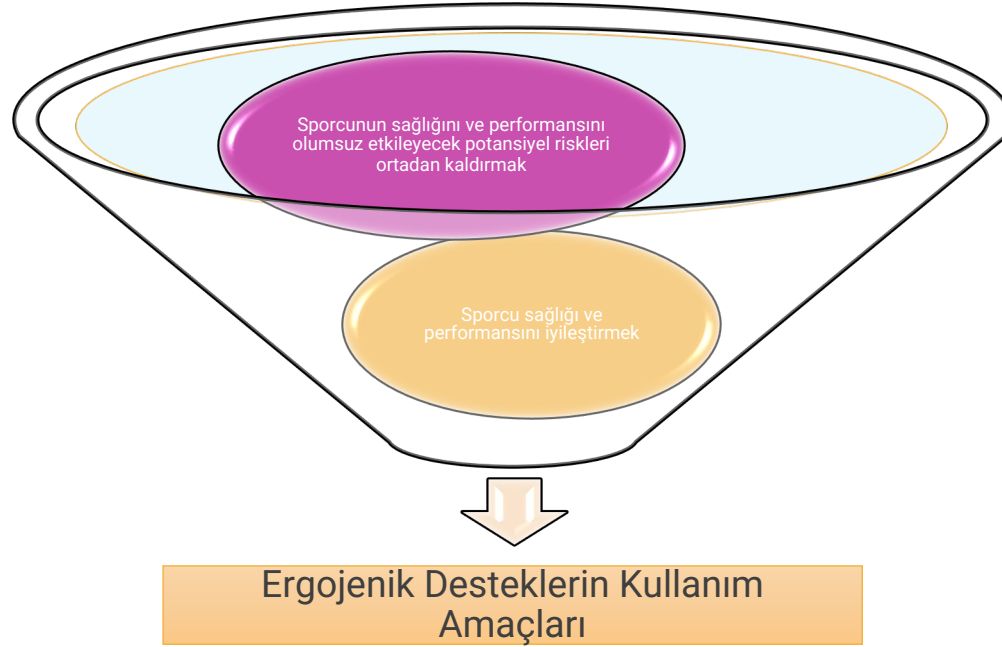 Sporcunun sağlığını ve performansını
olumsuz etkileyecek potansiyel riskleri
ortadan kaldırmak
Sporcu sağlığı ve
performansını iyileştirmek
Ergojenik Desteklerin Kullanım
Amaçları